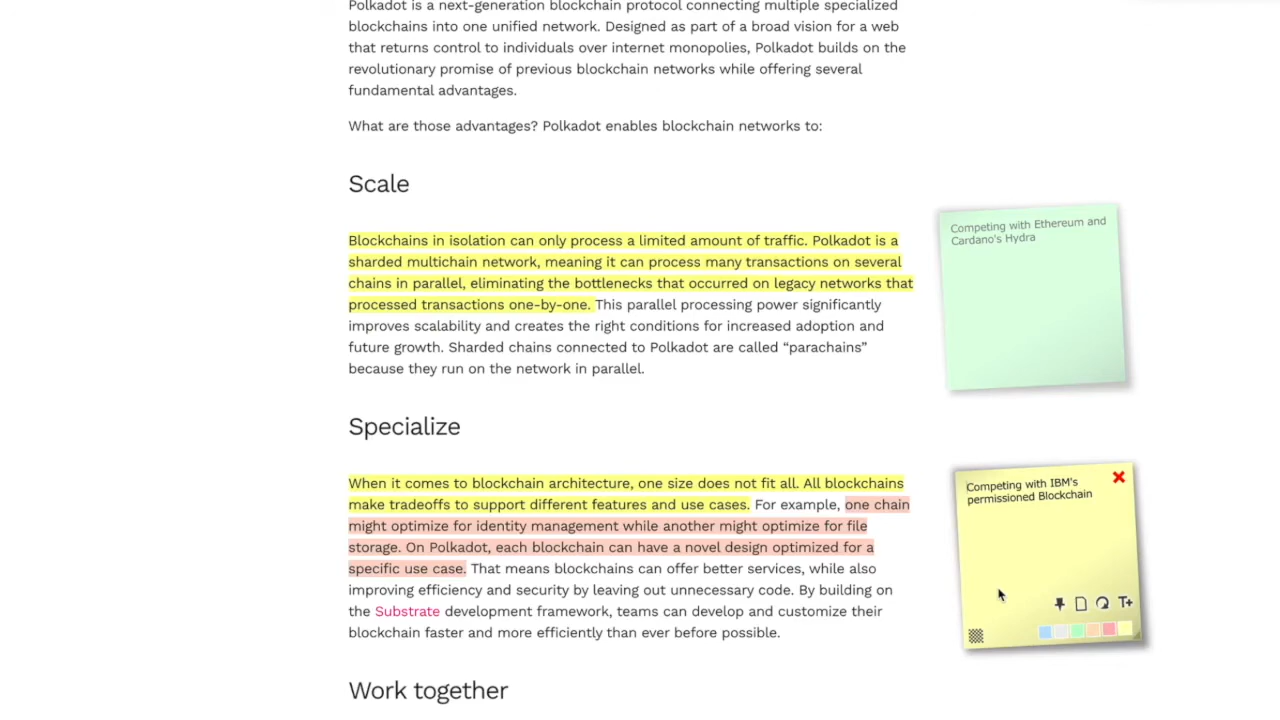 Polkadot is a next-generation blockchain protocol connecting multiple specialized
blockchains into one unified network. Designed as part of a broad vision for a web
that returns control to individuals over internet monopolies, Polkadot builds on the
revolutionary promise of previous blockchain networks while offering several
fundamental advantages.
What are those advantages? Polkadot enables blockchain networks to:
Scale
Blockchains in isolation can only process a limited amount of traffic. Polkadot is a
sharded multichain network, meaning it can process many transactions on several
chains in parallel, eliminating the bottlenecks that occurred on legacy networks that
processed transactions one-by-one. This parallel processing power significantly
improves scalability and creates the right conditions for increased adoption and
future growth. Sharded chains connected to Polkadot are called “parachains”
because they run on the network in parallel.
Competing with Ethereum and
Cardano's Hydra
Specialize
When it comes to blockchain architecture, one size does not fit all. All blockchains
make tradeoffs to support different features and use cases. For example, one chain
might optimize for identity management while another might optimize for file
storage. On Polkadot, each blockchain can have a novel design optimized for a
specific use case. That means blockchains can offer better services, while also
improving efficiency and security by leaving out unnecessary code. By building on
the Substrate development framework, teams can develop and customize their
blockchain faster and more efficiently than ever before possible.
Competing with IBM's
permissioned Blockchain
T+
Work together